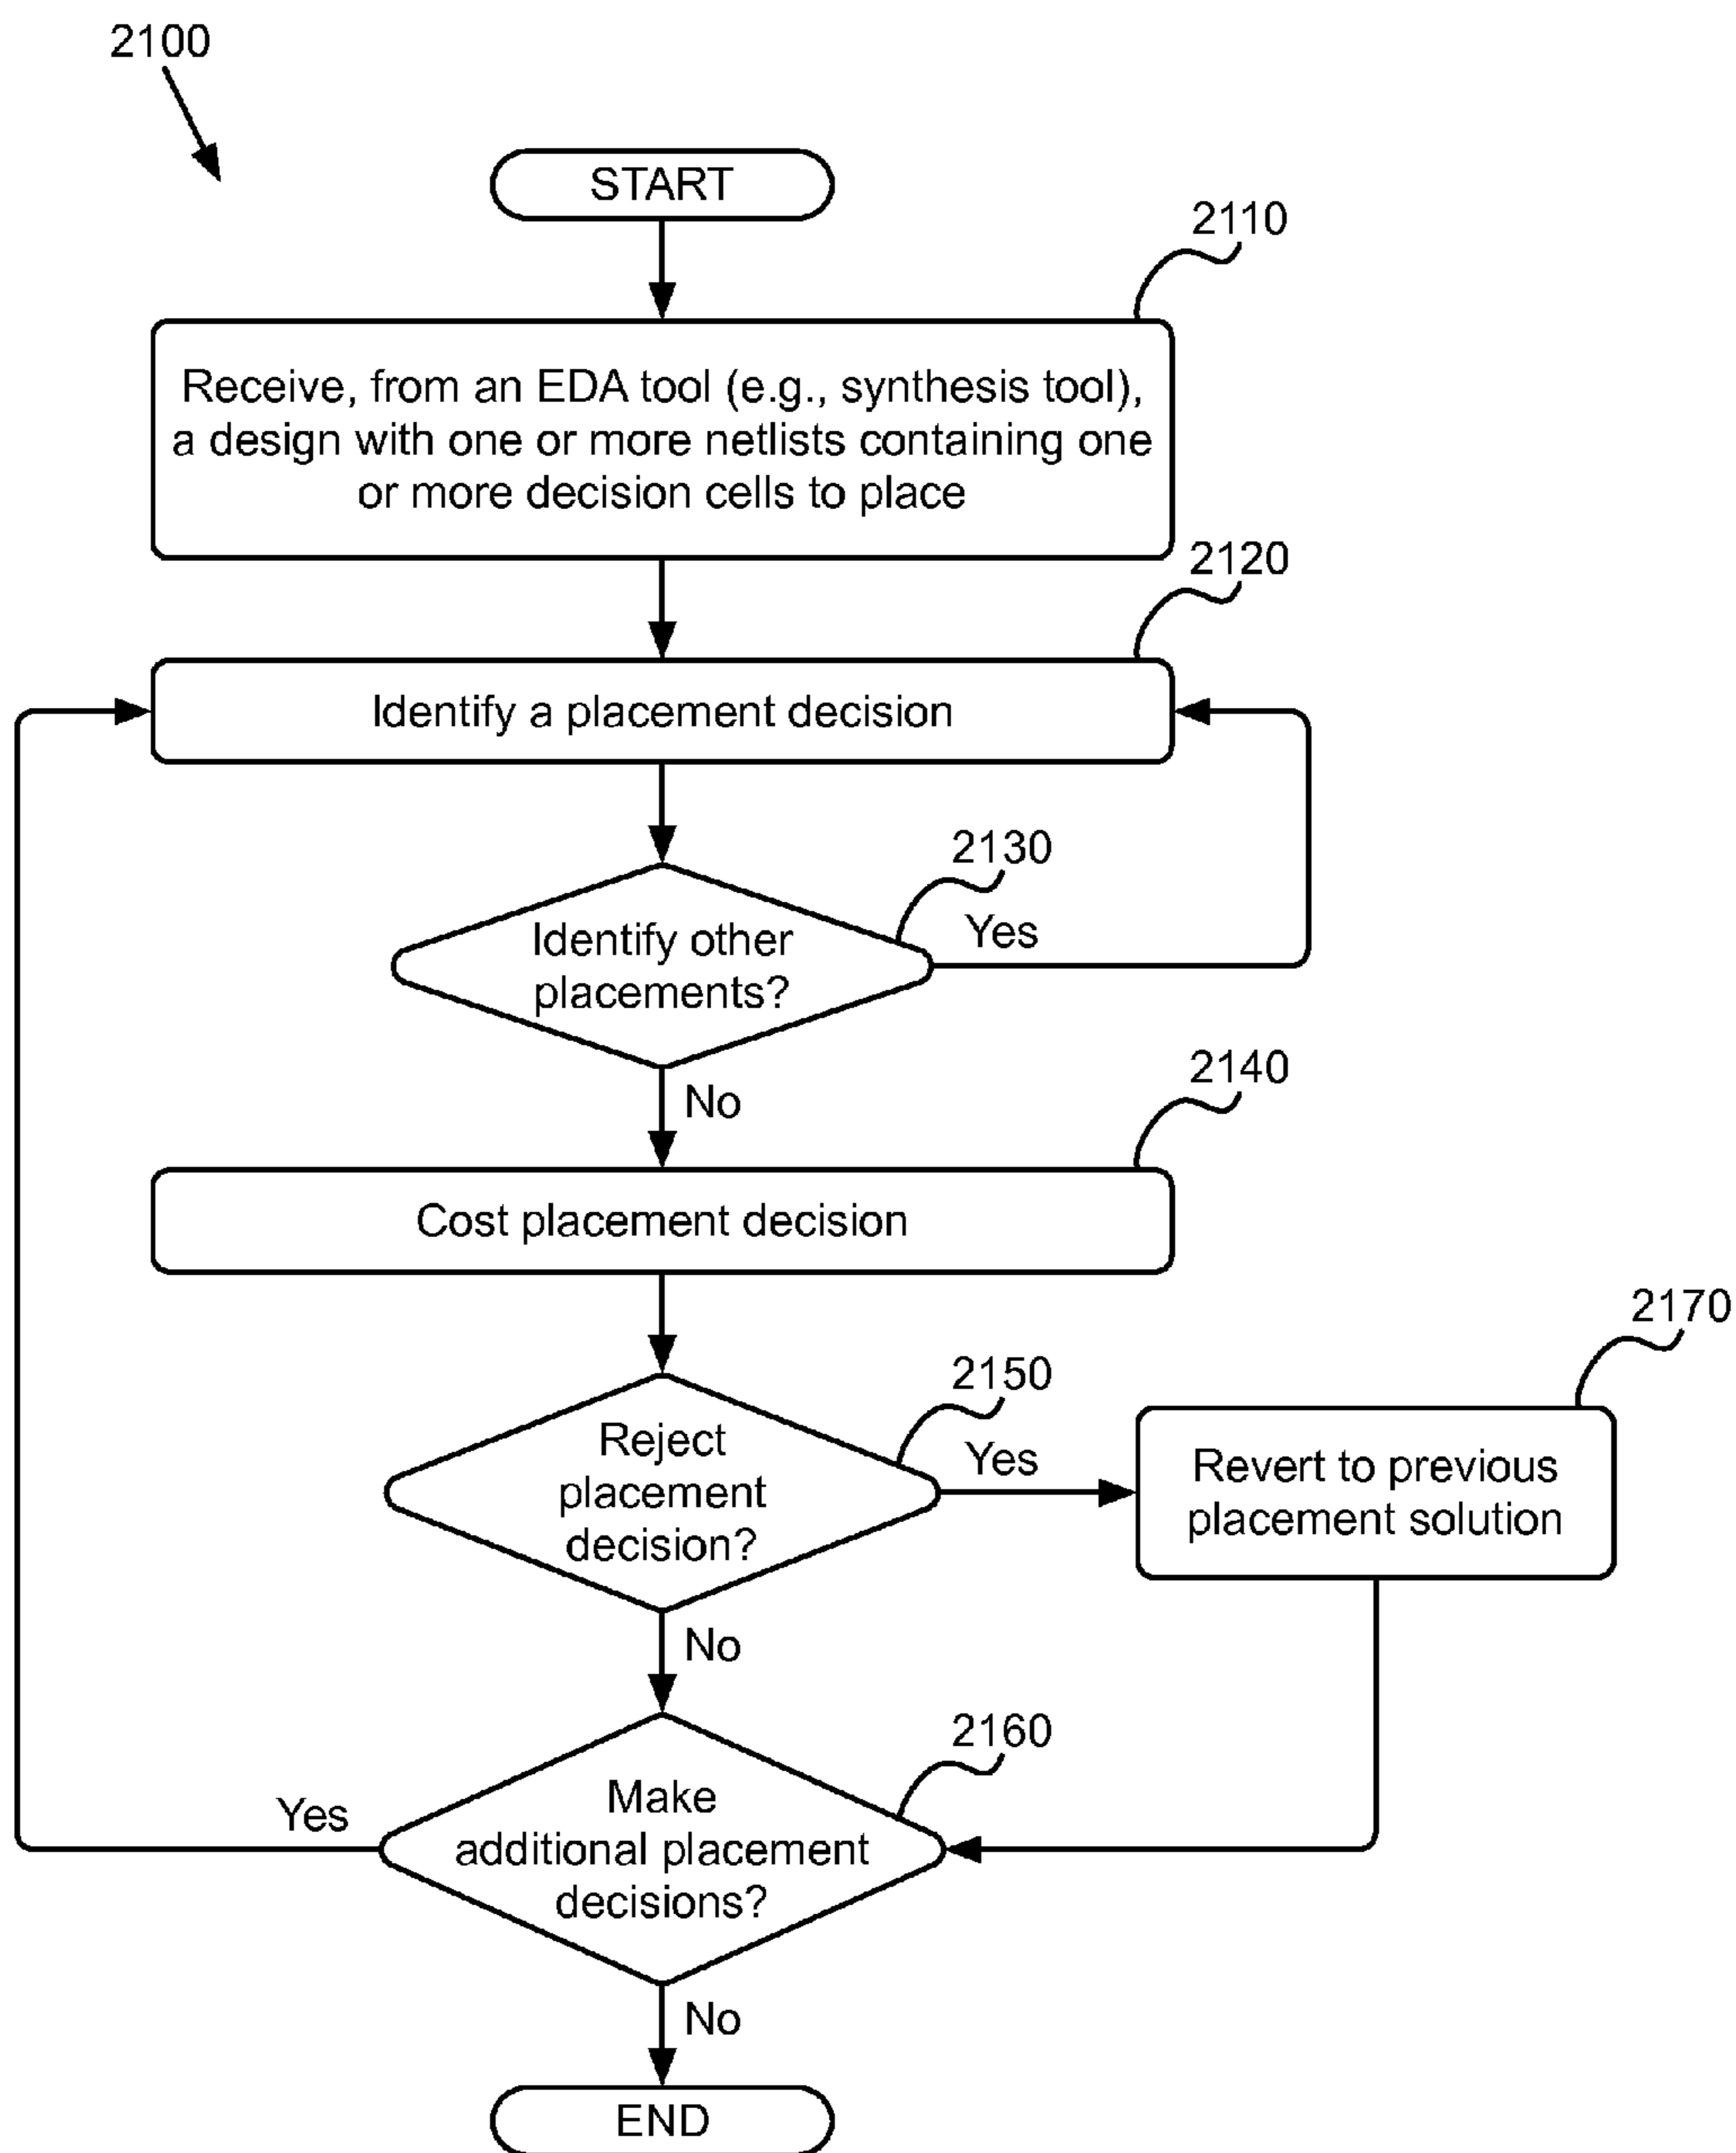 2100
START
2110
Receive, from an EDA tool (e.g., synthesis tool),
a design with one or more netlists containing one
or more decision cells to place
2120
Identify a placement decision
2130
Identify other
placements?
Yes
No
2140
Cost placement decision
2150
Reject
placement
decision?
Yes
2170
Revert to previous
placement solution
No
2160
Make
additional placement
decisions?
Yes
No
END